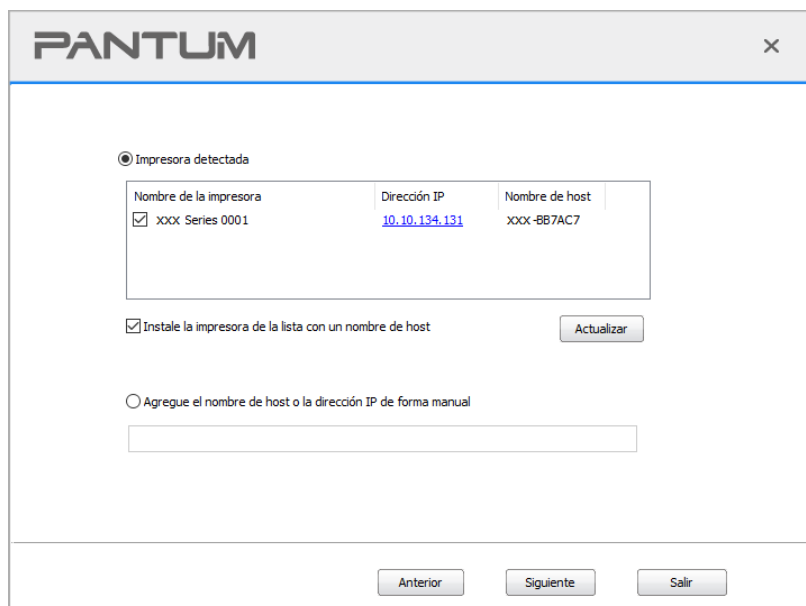 PANTUM
Impresora detectada
Nombre de la impresora Dirección IP Nombre de host
XXX Series 0001 10.10.134.131 XXX-BB7AC7
Instale la impresora de la lista con un nombre de host Actualizar
Agregue el nombre de host o la dirección IP de forma manual
Anterior Siguiente Salir